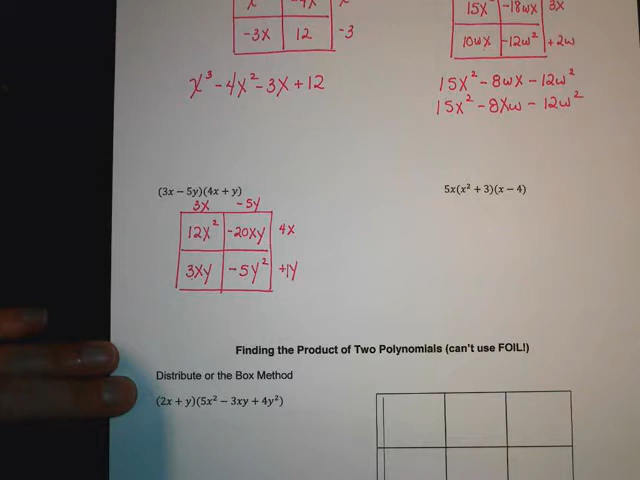 -4x
15x² -18wx 3x
-3x 12 -3
10wx -12w² +2w
x³ - 4x² - 3x + 12
15x² - 8wx - 12w²
15x² - 8xw - 12w²
(3x − 5y)(4x + y)
5x(x² + 3)(x − 4)
3x -5y
12x² -20xy 4x
3xy -5y² +1y
Finding the Product of Two Polynomials (can't use FOIL!)
Distribute or the Box Method
(2x + y)(5x² − 3xy + 4y²)